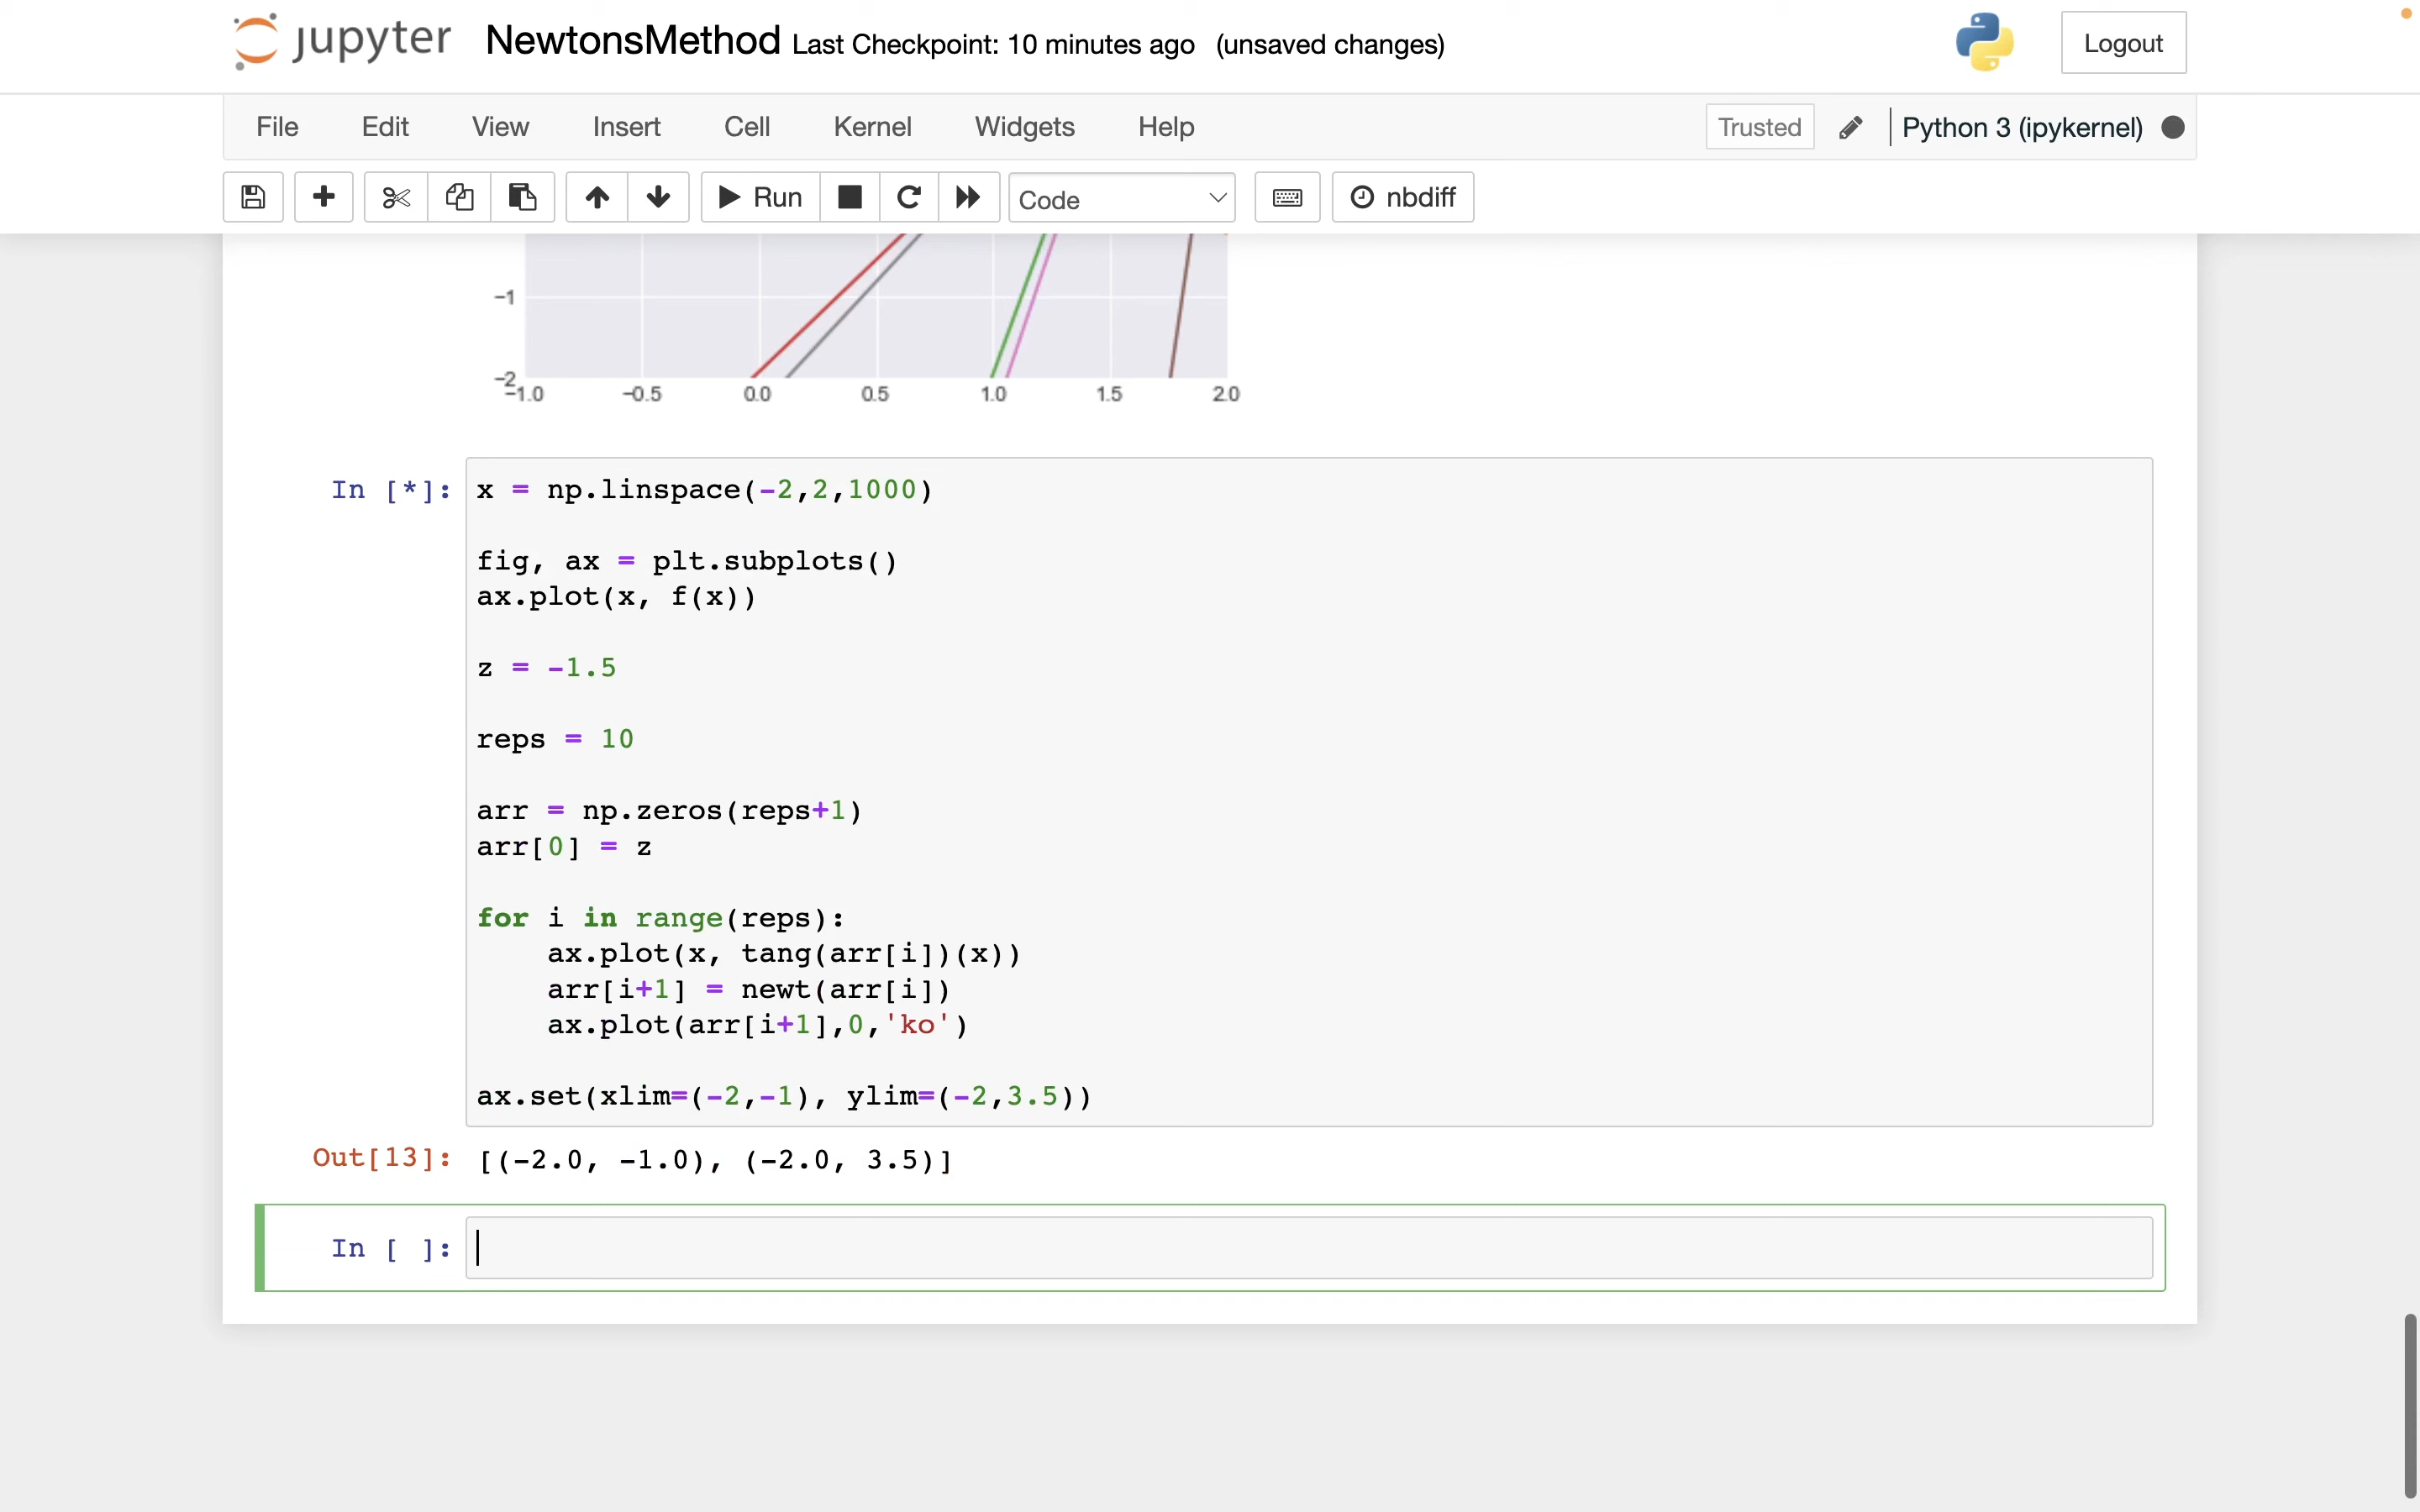 jupyter NewtonsMethod Last Checkpoint: 10 minutes ago (unsaved changes) Logout
File Edit View Insert Cell Kernel Widgets Help Trusted Python 3 (ipykernel)
Run Code nbdiff
−1
−2
−1.0 −0.5 0.0 0.5 1.0 1.5 2.0
In [*]: x = np.linspace(-2,2,1000)
fig, ax = plt.subplots()
ax.plot(x, f(x))
z = -1.5
reps = 10
arr = np.zeros(reps+1)
arr[0] = z
for i in range(reps):
    ax.plot(x, tang(arr[i])(x))
    arr[i+1] = newt(arr[i])
    ax.plot(arr[i+1],0,'ko')
ax.set(xlim=(-2,-1), ylim=(-2,3.5))
Out[13]: [(-2.0, -1.0), (-2.0, 3.5)]
In [ ]: